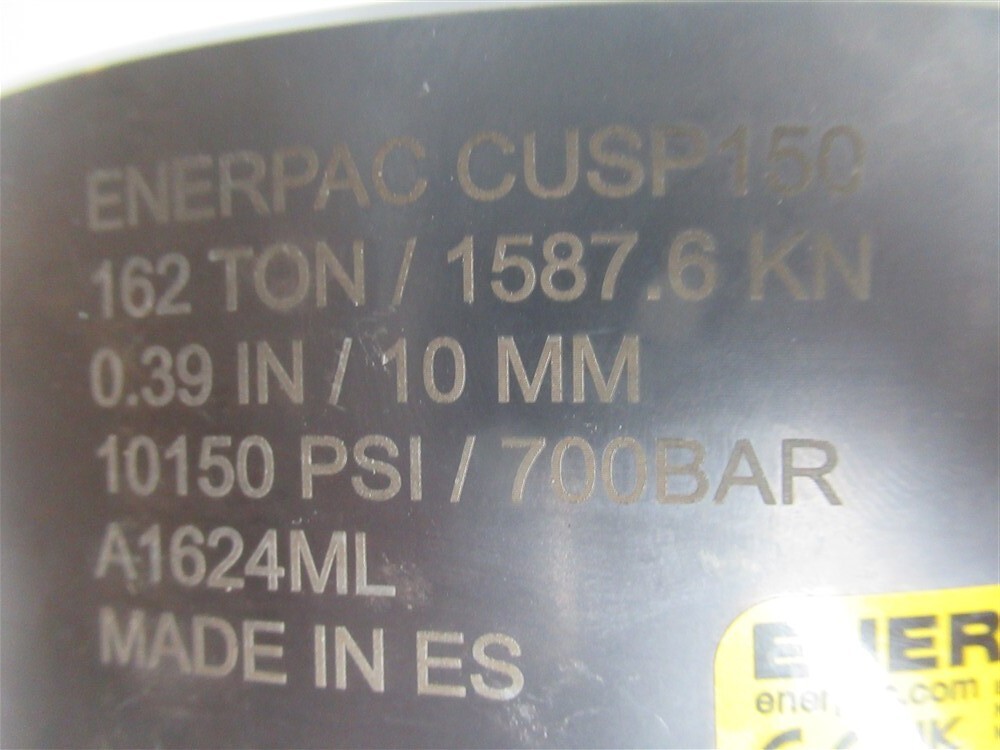 ENERPAC CUSP150
162 TON / 1587.6 KN
0.39 IN / 10 MM
10150 PSI / 700BAR
A1624ML
MADE IN ES
ENER